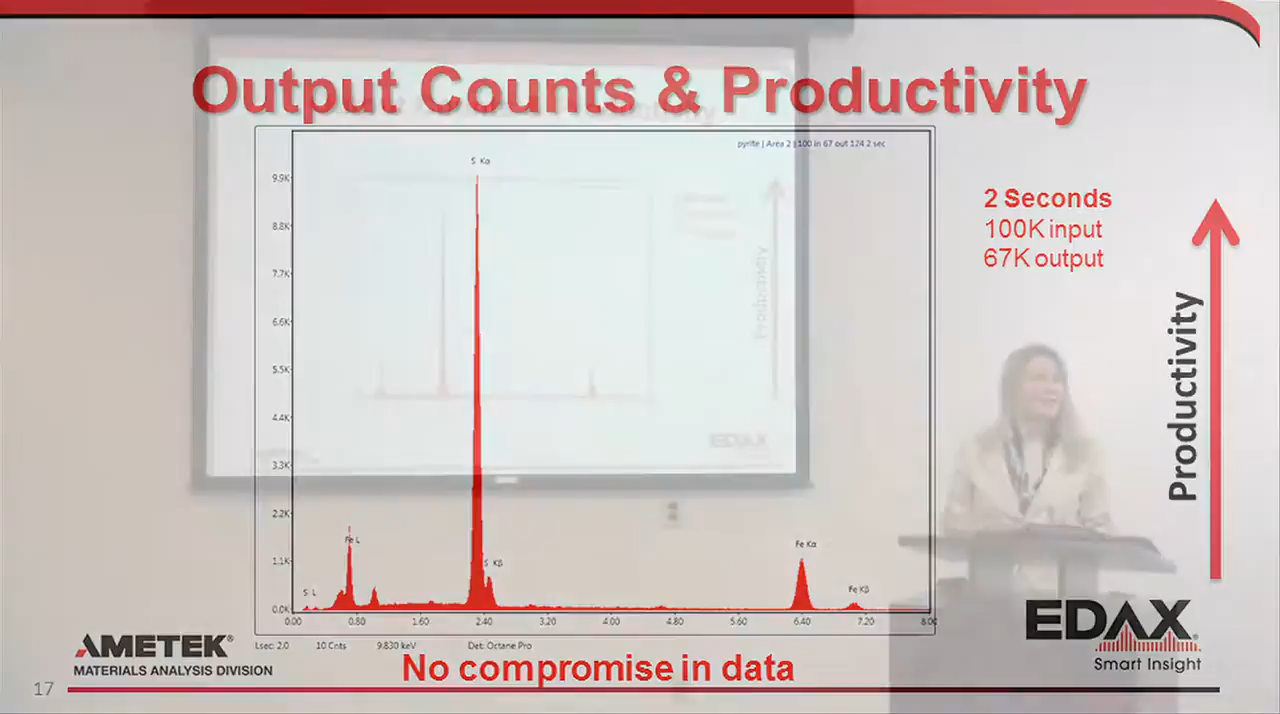 Output Counts & Productivity
pyrite | Area 2 | 100 in 67 out 124 2 sec
S Kα
9.9K
8.8K
7.7K
6.6K
5.5K
4.4K
3.3K
2.2K
1.1K
0.0K
S L
Fe L
S Kβ
Fe Kα
Fe Kβ
0.00 0.80 1.60 2.40 3.20 4.00 4.80 5.60 6.40 7.20 8.00
Lsec: 2.0 10 Cnts 9.830 keV Det: Octane Pro
2 Seconds
100K input
67K output
Productivity
Productivity
EDAX
No compromise in data
AMETEK®
MATERIALS ANALYSIS DIVISION
EDAX®
Smart Insight
17